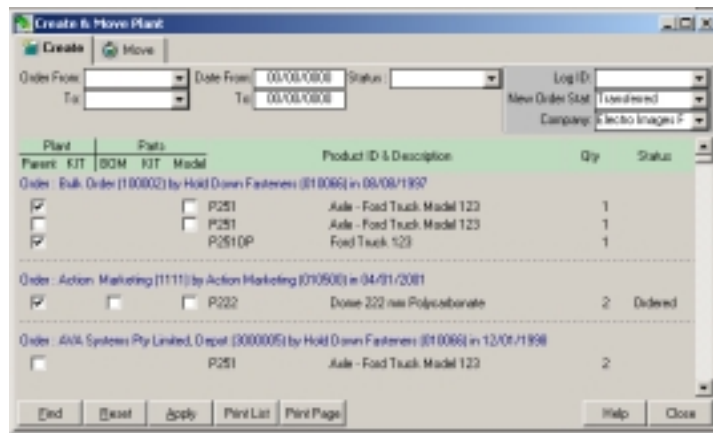 Create & Move Plant
Create Move
Order From: Date From: 00/00/0000 Status : Log ID:
To: To: 00/00/0000 New Order Stat: Transferred
Company: Electro Images P
Plant Parts Product ID & Description Qty Status
Parent KIT BOM KIT Model
Order : Bulk Order (100002) by Hold Down Fasteners (010066) in 08/08/1997
P251 Axle - Ford Truck Model 123 1
P251 Axle - Ford Truck Model 123 1
P251OP Ford Truck 123 1
Order : Action Marketing (1111) by Action Marketing (010500) in 04/01/2001
P222 Dome 222 mm Polycarbonate 2 Ordered
Order : AVA Systems Pty Limited, Depot (3000005) by Hold Down Fasteners (010066) in 12/01/1998
P251 Axle - Ford Truck Model 123 2
Find Reset Apply Print List Print Page Help Close